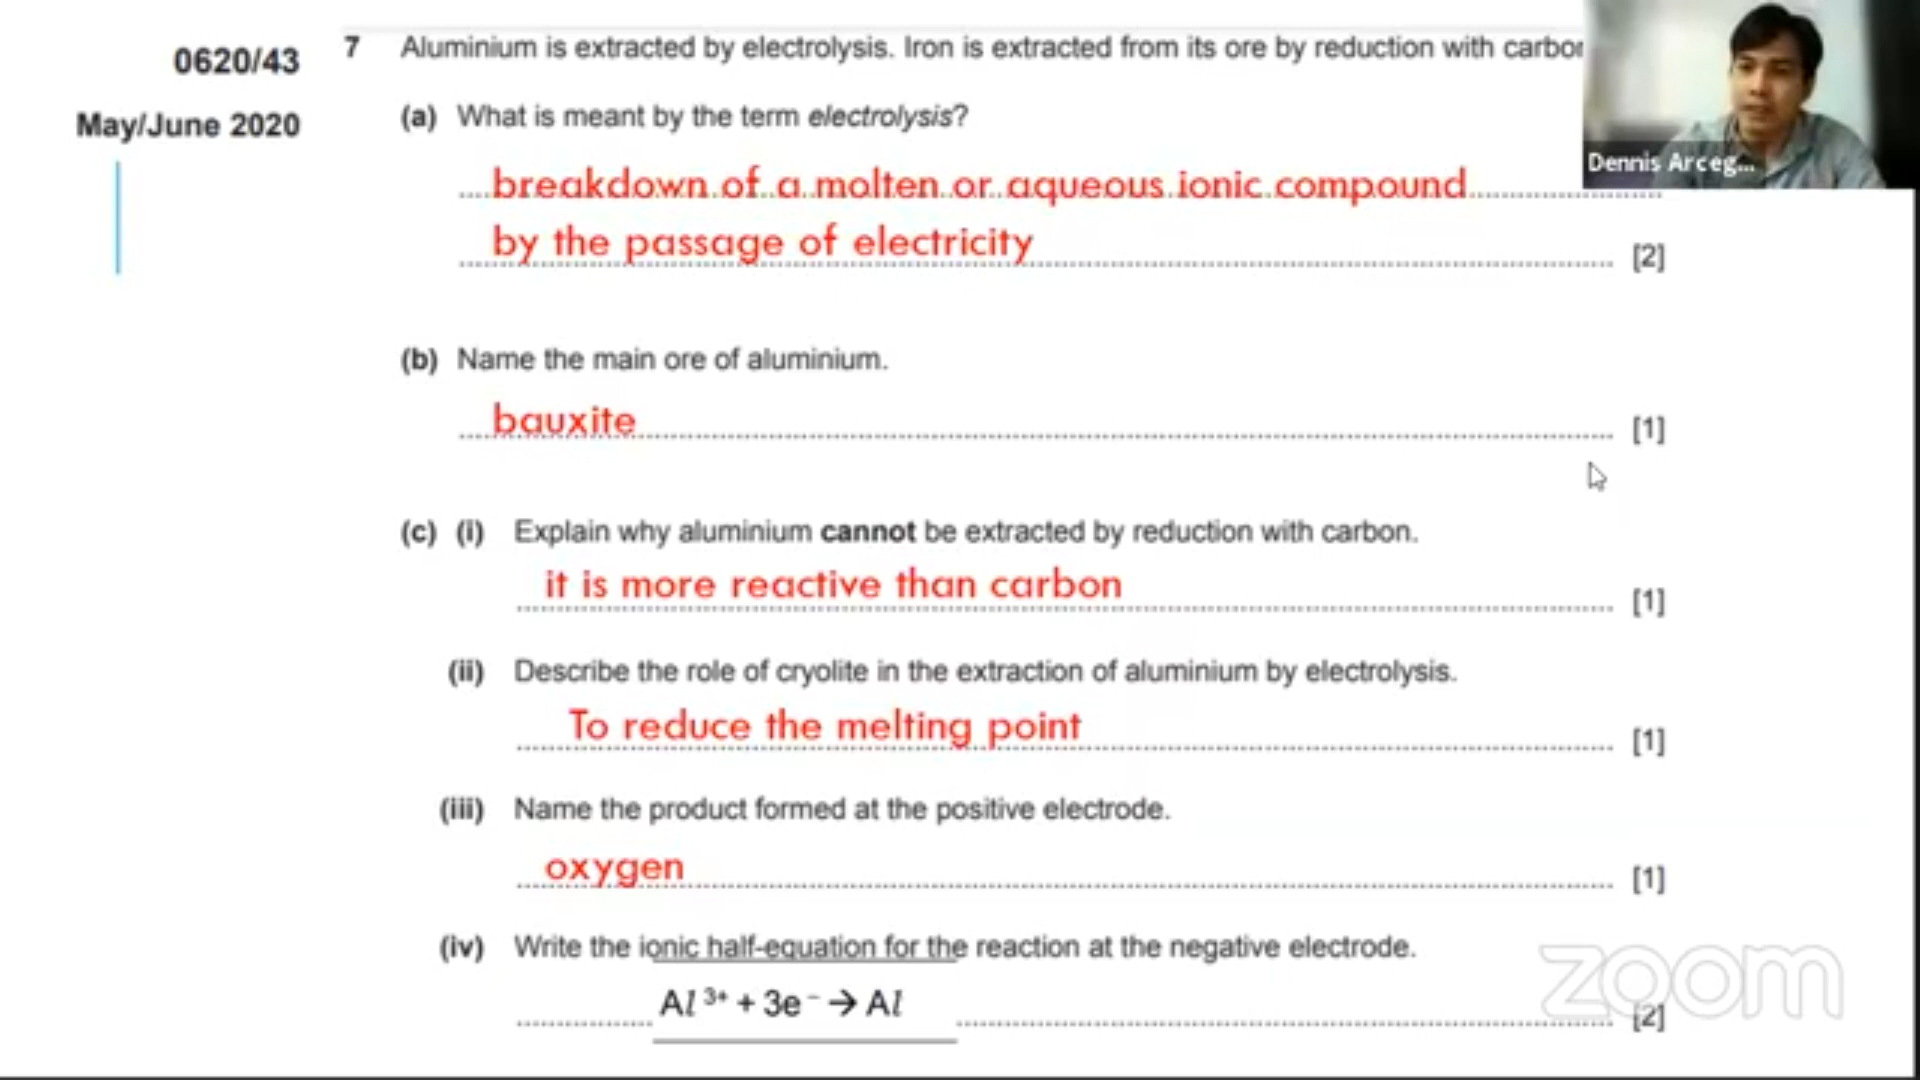 0620/43
May/June 2020
7 Aluminium is extracted by electrolysis. Iron is extracted from its ore by reduction with carbon
Dennis Arceg...
(a) What is meant by the term electrolysis?
breakdown of a molten or aqueous ionic compound
by the passage of electricity [2]
(b) Name the main ore of aluminium.
bauxite [1]
(c) (i) Explain why aluminium cannot be extracted by reduction with carbon.
it is more reactive than carbon [1]
(ii) Describe the role of cryolite in the extraction of aluminium by electrolysis.
To reduce the melting point [1]
(iii) Name the product formed at the positive electrode.
oxygen [1]
(iv) Write the ionic half-equation for the reaction at the negative electrode.
Al³⁺ + 3e⁻ → Al [2]
zoom